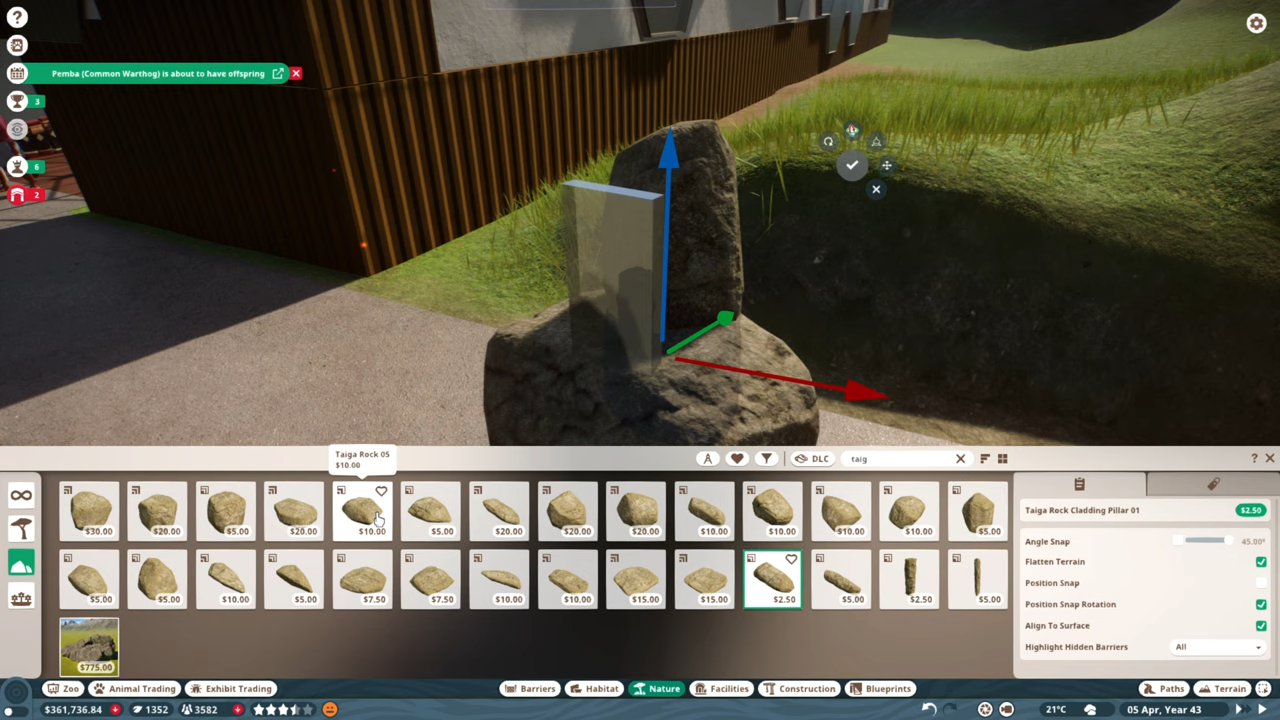 Pemba (Common Warthog) is about to have offspring
3
6
2
Taiga Rock 05
$10.00
DLC
taig
?
$30.00
$20.00
$5.00
$20.00
$10.00
$5.00
$20.00
$20.00
$20.00
$10.00
$10.00
$10.00
$10.00
$5.00
$5.00
$5.00
$10.00
$5.00
$7.50
$7.50
$10.00
$10.00
$15.00
$15.00
$2.50
$5.00
$2.50
$5.00
$775.00
Taiga Rock Cladding Pillar 01
$2.50
Angle Snap
45.00°
Flatten Terrain
Position Snap
Position Snap Rotation
Align To Surface
Highlight Hidden Barriers
All
Zoo
Animal Trading
Exhibit Trading
Barriers
Habitat
Nature
Facilities
Construction
Blueprints
Paths
Terrain
$361,736.84
1352
3582
21°C
05 Apr, Year 43